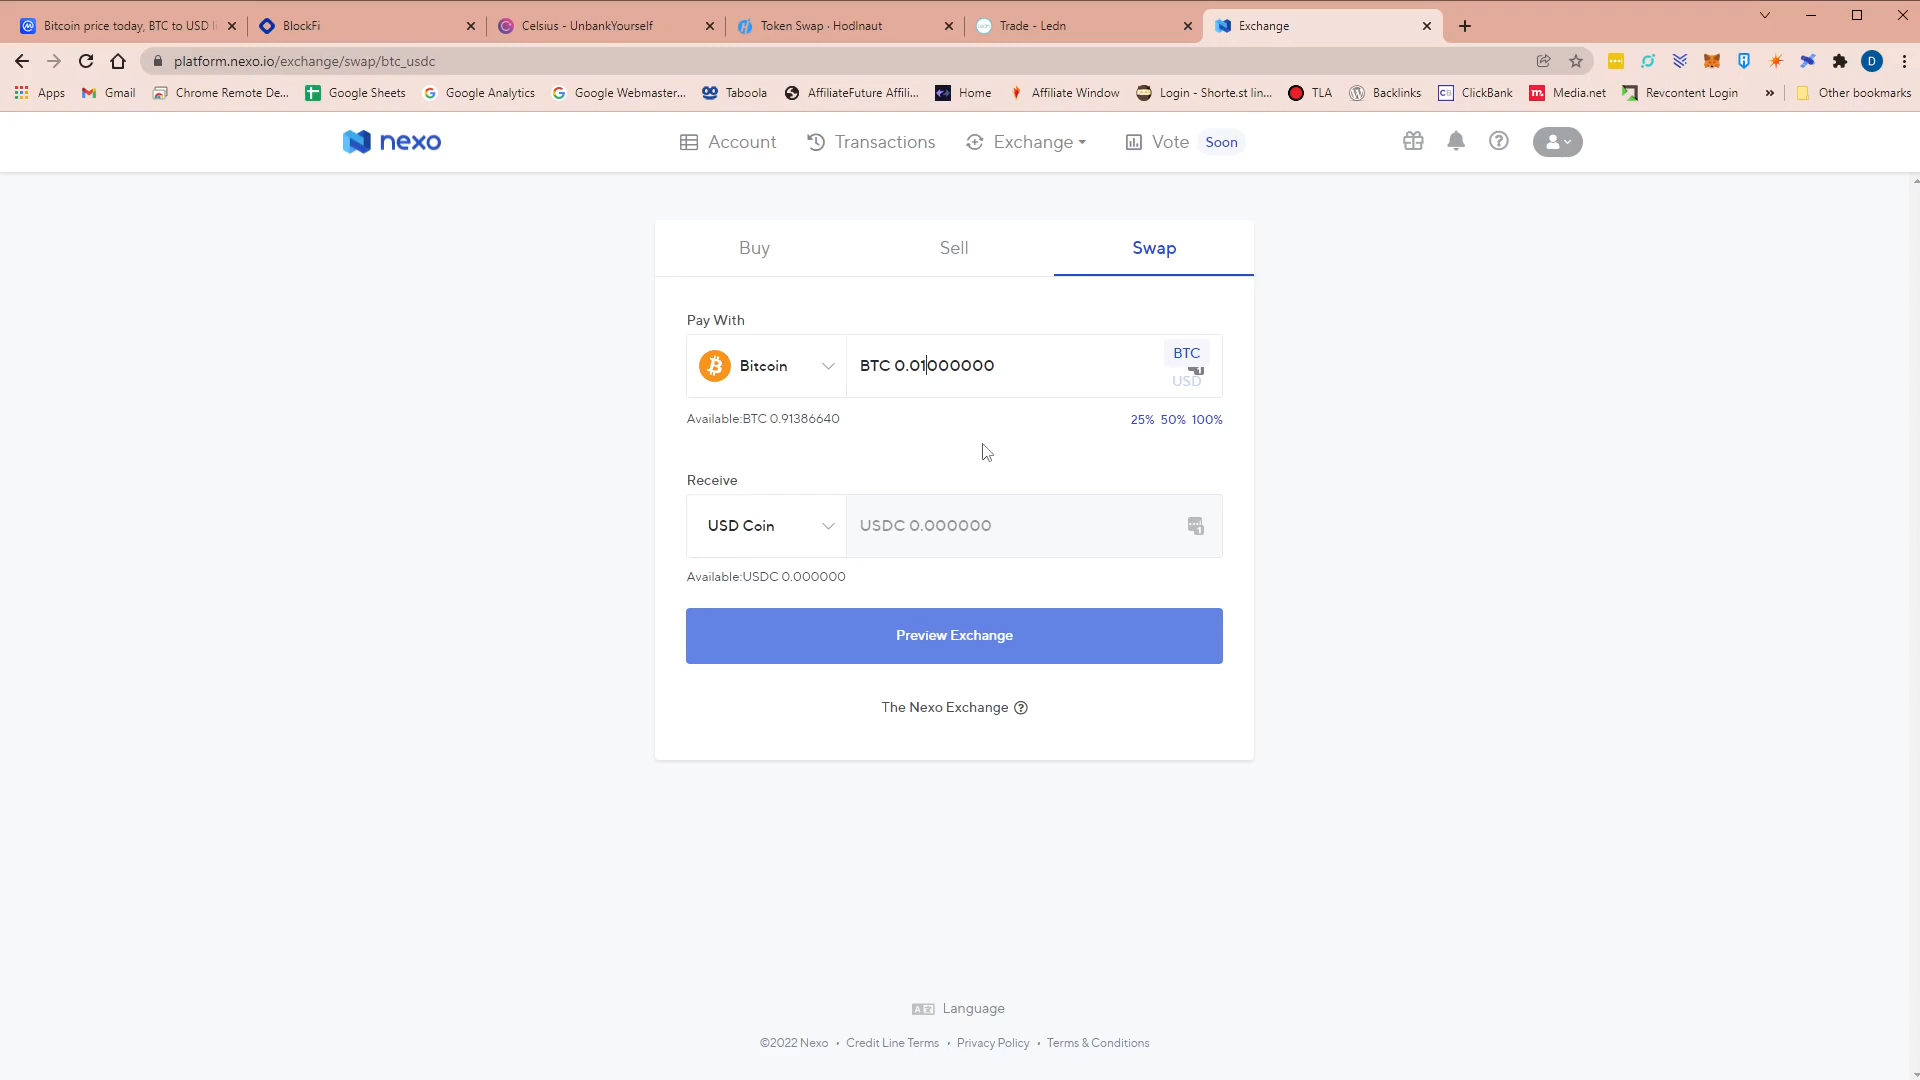 Bitcoin price today, BTC to USD li
BlockFi
Celsius - UnbankYourself
Token Swap · Hodlnaut
Trade - Ledn
Exchange
platform.nexo.io/exchange/swap/btc_usdc
D
Apps
Gmail
Chrome Remote De...
Google Sheets
Google Analytics
Google Webmaster...
Taboola
AffiliateFuture Affili...
Home
Affiliate Window
Login - Shorte.st lin...
TLA
Backlinks
ClickBank
Media.net
Revcontent Login
»
Other bookmarks
nexo
Account
Transactions
Exchange
Vote
Soon
Buy
Sell
Swap
Pay With
Bitcoin
BTC 0.01000000
BTC
USD
Available:BTC 0.91386640
25% 50% 100%
Receive
USD Coin
USDC 0.000000
Available:USDC 0.000000
Preview Exchange
The Nexo Exchange
Language
©2022 Nexo • Credit Line Terms • Privacy Policy • Terms & Conditions